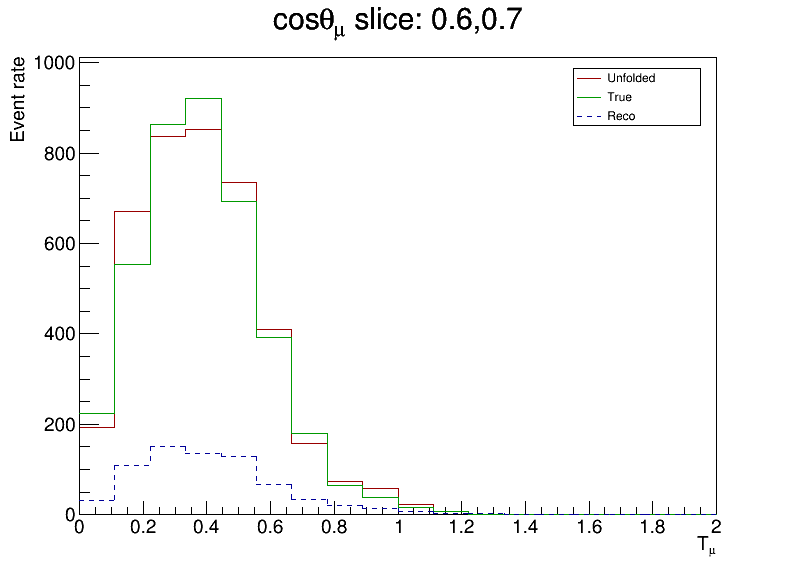 cosθμ slice: 0.6,0.7
Event rate
1000
800
600
400
200
0
Unfolded
True
Reco
0 0.2 0.4 0.6 0.8 1 1.2 1.4 1.6 1.8 2
Tμ